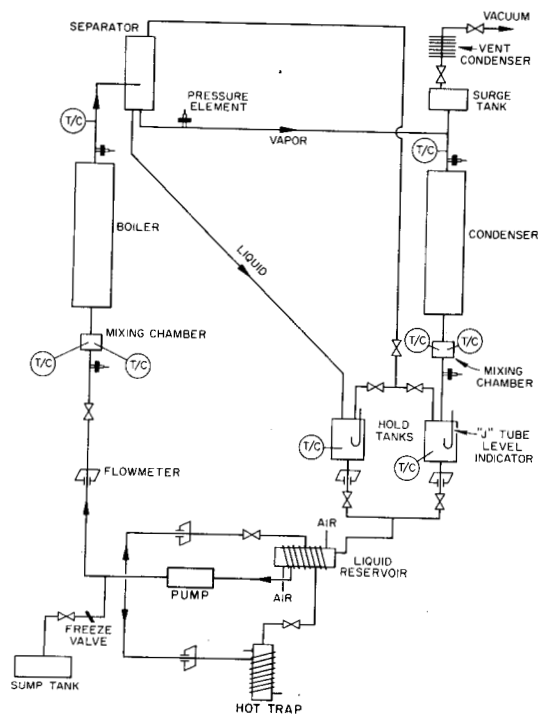 VACUUM
SEPARATOR
VENT
CONDENSER
PRESSURE
ELEMENT
SURGE
TANK
T/C
T/C
VAPOR
BOILER
CONDENSER
LIQUID
MIXING CHAMBER
T/C
T/C
T/C
T/C
MIXING
CHAMBER
HOLD
TANKS
"J" TUBE
LEVEL
INDICATOR
T/C
T/C
FLOWMETER
AIR
LIQUID
RESERVOIR
PUMP
AIR
FREEZE
VALVE
SUMP TANK
HOT TRAP